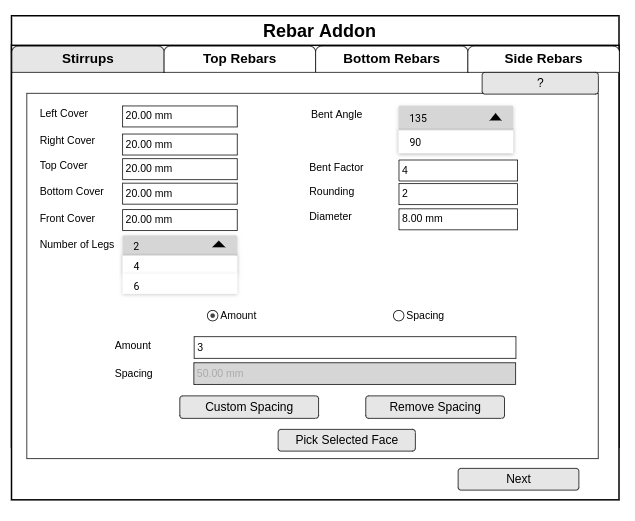 Rebar Addon
Stirrups Top Rebars Bottom Rebars Side Rebars
?
Left Cover 20.00 mm Bent Angle 135
90
Right Cover 20.00 mm
Top Cover 20.00 mm Bent Factor 4
Bottom Cover 20.00 mm Rounding 2
Front Cover 20.00 mm Diameter 8.00 mm
Number of Legs 2
4
6
Amount Spacing
Amount 3
Spacing 50.00 mm
Custom Spacing Remove Spacing
Pick Selected Face
Next